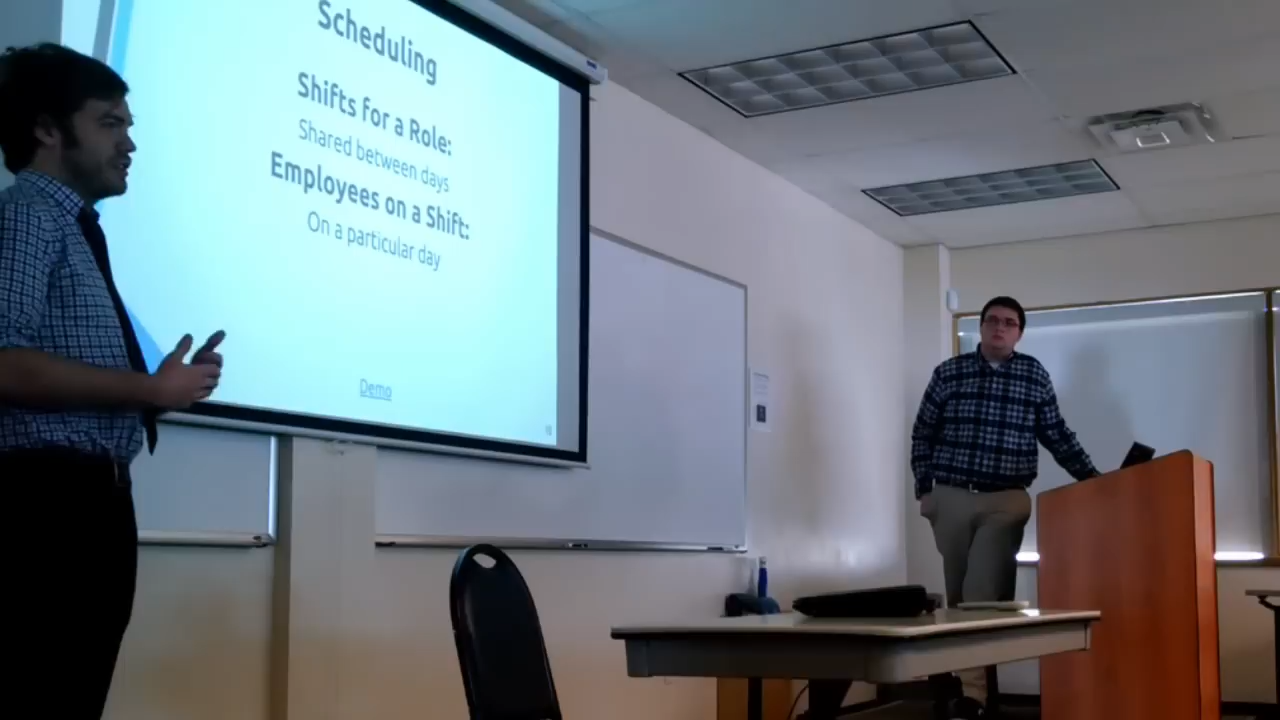 Scheduling
Shifts for a Role:
Shared between days
Employees on a Shift:
On a particular day
Demo